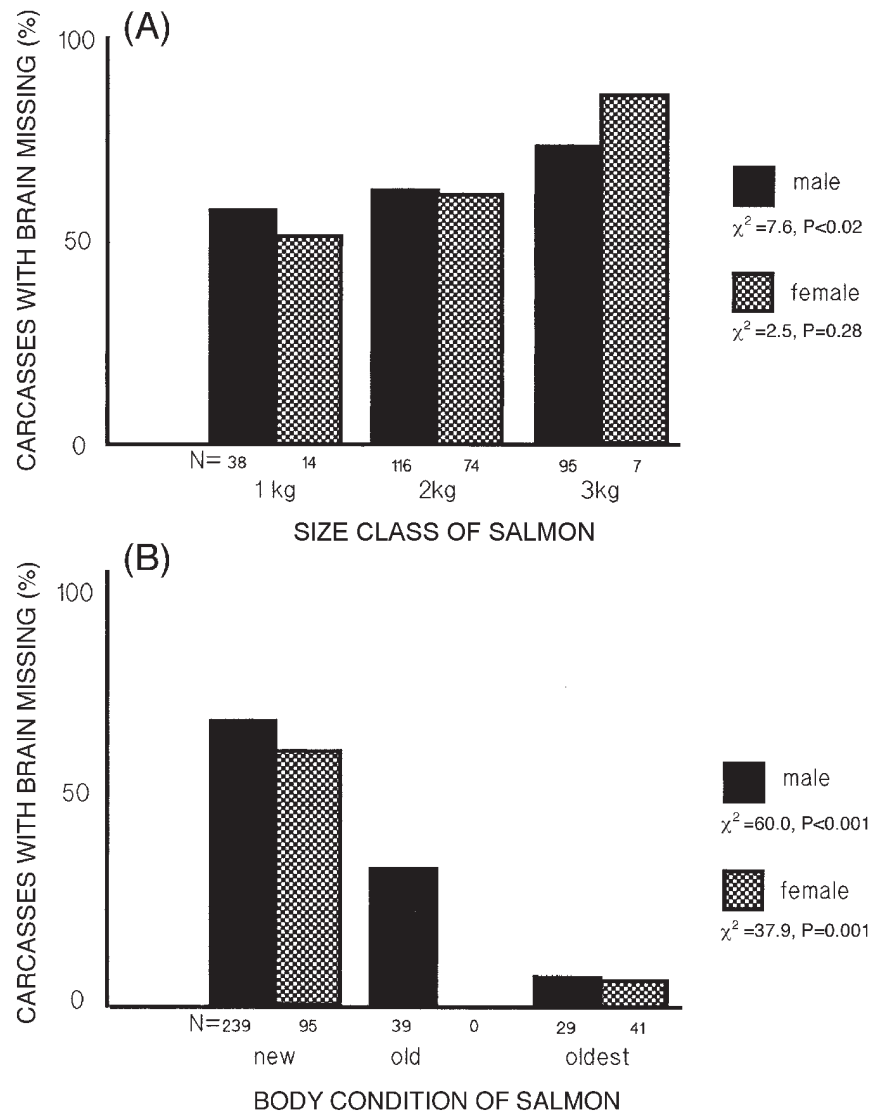 (A)
CARCASSES WITH BRAIN MISSING (%)
100
50
0
male
χ² =7.6, P<0.02
female
χ² =2.5, P=0.28
N= 38 14 116 74 95 7
1 kg 2kg 3kg
SIZE CLASS OF SALMON
(B)
CARCASSES WITH BRAIN MISSING (%)
100
50
0
male
χ² =60.0, P<0.001
female
χ² =37.9, P=0.001
N=239 95 39 0 29 41
new old oldest
BODY CONDITION OF SALMON